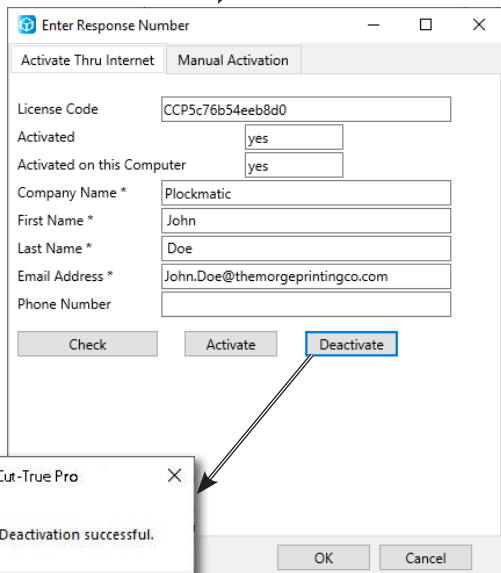 Enter Response Number
Activate Thru Internet Manual Activation
License Code CCP5c76b54eeb8d0
Activated yes
Activated on this Computer yes
Company Name * Plockmatic
First Name * John
Last Name * Doe
Email Address * John.Doe@themorgeprintingco.com
Phone Number
Check Activate Deactivate
Cut-True Pro
Deactivation successful.
OK Cancel